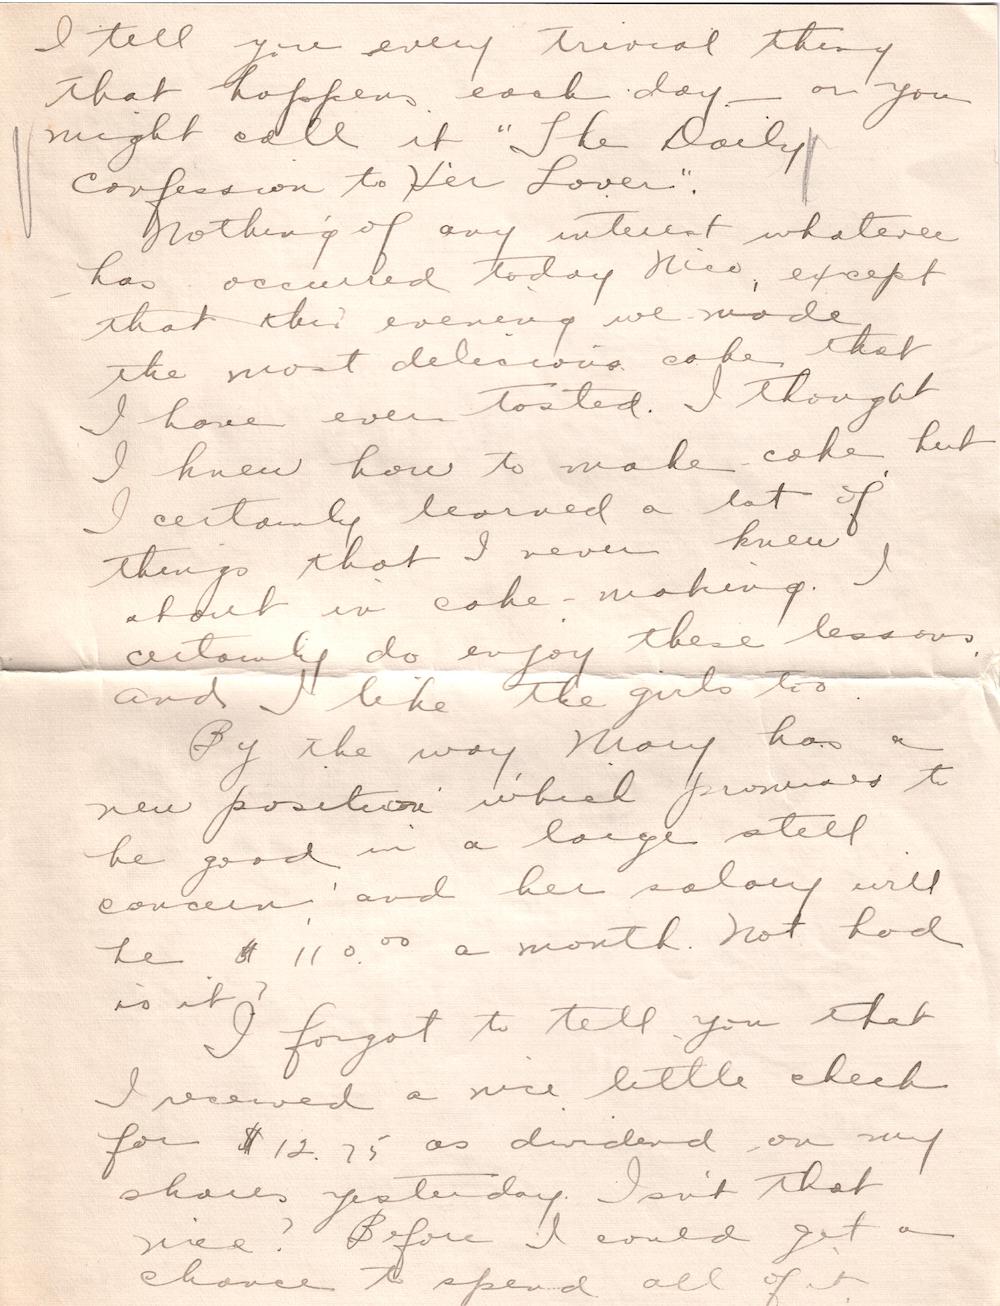 I tell you every trivial thing
that happens each day — or you
might call it "The Daily
Confession to Her Lover".
Nothing of any interest whatever
has occurred today Nico, except
that this evening we made
the most delicious cake that
I have ever tasted. I thought
I knew how to make cake, but
I certainly learned a lot of
things that I never knew
about in cake-making. I
certainly do enjoy these lessons,
and I like the girls too.
By the way, Mary has a
new position which promises to
be good in a large steel
concern, and her salary will
be $110.00 a month. Not bad
is it?
I forgot to tell you that
I received a nice little check
for $12.75 as dividend on my
shares yesterday. Isn't that
nice? Before I could get a
chance to spend all of it